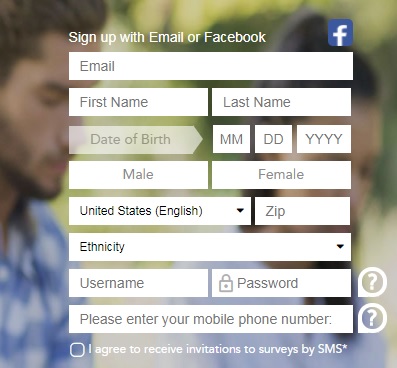 Sign up with Email or Facebook
f
Email
First Name Last Name
Date of Birth MM DD YYYY
Male Female
United States (English) Zip
Ethnicity
Username Password ?
Please enter your mobile phone number: ?
I agree to receive invitations to surveys by SMS*